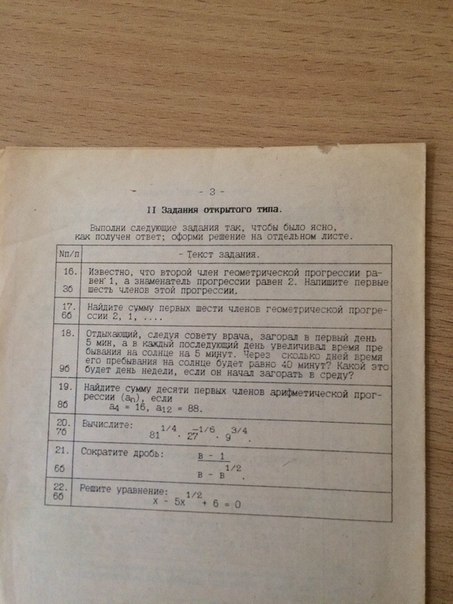 - 3 -
II Задания открытого типа.
Выполни следующие задания так, чтобы было ясно,
как получен ответ; оформи решение на отдельном листе.
№п/п - Текст задания.
16. Известно, что второй член геометрической прогрессии ра-
вен 1, а знаменатель прогрессии равен 2. Напишите первые
3б шесть членов этой прогрессии.
17. Найдите сумму первых шести членов геометрической прогре-
6б ссии 2, 1, ....
18. Отдыхающий, следуя совету врача, загорал в первый день
5 мин, а в каждый последующий день увеличивал время пре
бывания на солнце на 5 минут. Через сколько дней время
его пребывания на солнце будет равно 40 минут? Какой это
9б будет день недели, если он начал загорать в среду?
19. Найдите сумму десяти первых членов арифметической прог-
8б рессии (aₙ), если
a₄ = 16, a₁₂ = 88.
20. Вычислите: 81^1/4 · 27^-1/6 · 9^3/4
7б
21. Сократите дробь: в - 1
6б в - в^1/2 .
22. Решите уравнение:
6б x - 5x^1/2 + 6 = 0